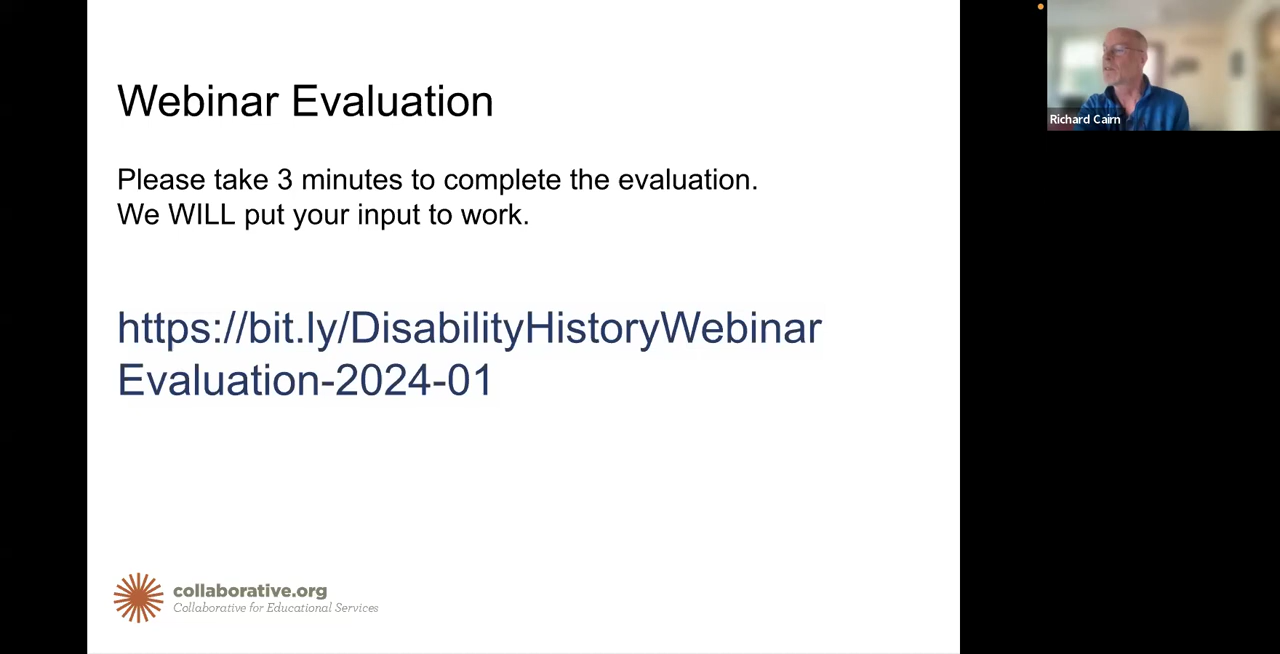 Webinar Evaluation
Please take 3 minutes to complete the evaluation.
We WILL put your input to work.
https://bit.ly/DisabilityHistoryWebinar
Evaluation-2024-01
collaborative.org
Collaborative for Educational Services
Richard Cairn